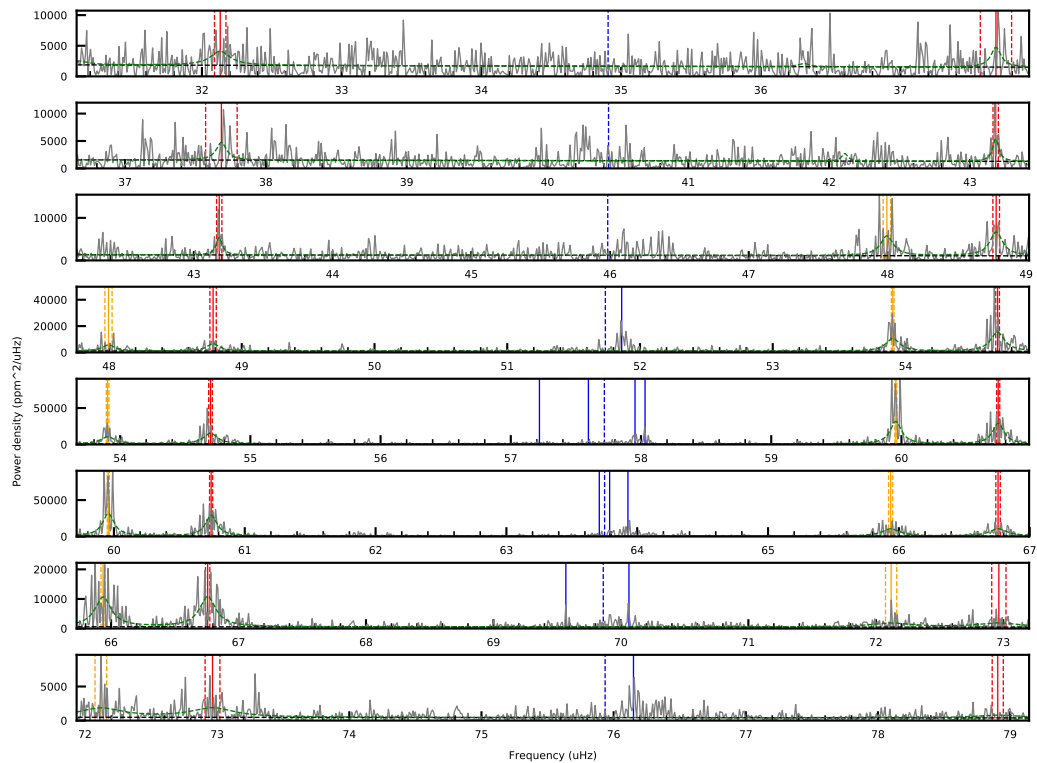 10000
5000
0
32 33 34 35 36 37
10000
5000
0
37 38 39 40 41 42 43
10000
0
43 44 45 46 47 48 49
40000
20000
0
48 49 50 51 52 53 54
50000
0
54 55 56 57 58 59 60
50000
0
60 61 62 63 64 65 66 67
20000
10000
0
66 67 68 69 70 71 72 73
5000
0
72 73 74 75 76 77 78 79
Power density (ppm^2/uHz)
Frequency (uHz)